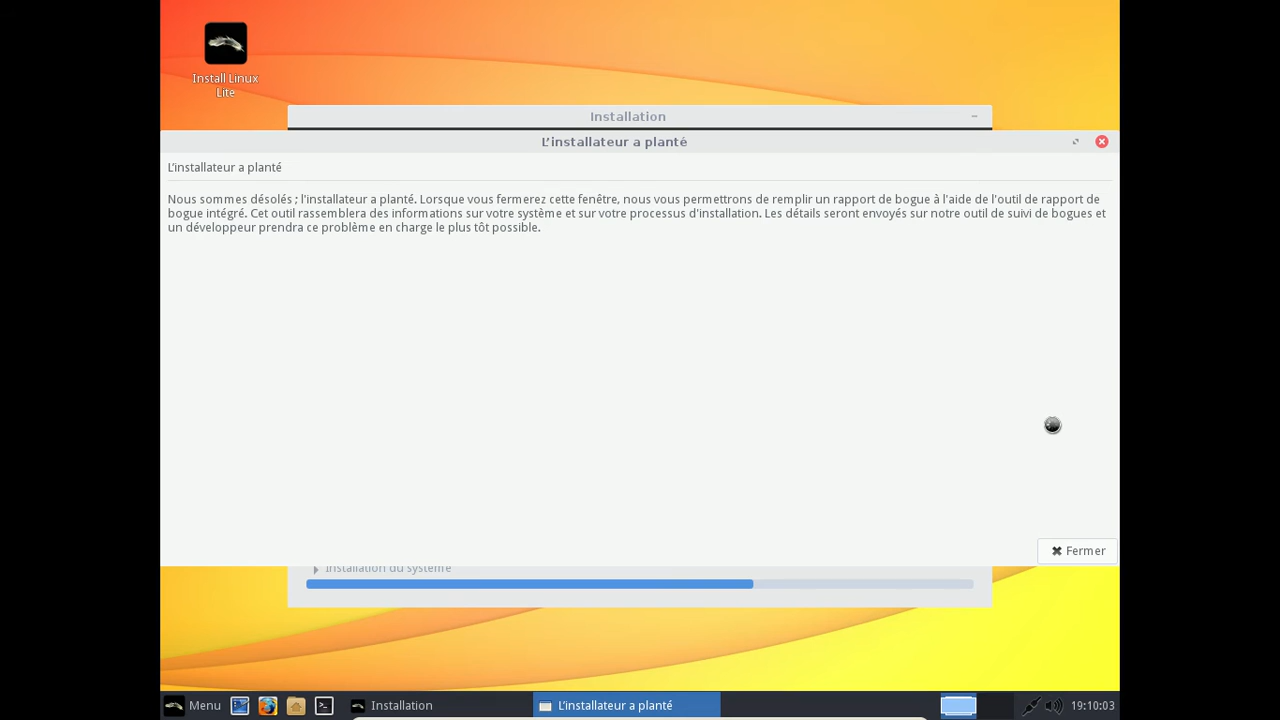 Install Linux
Lite
Installation
L’installateur a planté
L’installateur a planté
Nous sommes désolés ; l'installateur a planté. Lorsque vous fermerez cette fenêtre, nous vous permettrons de remplir un rapport de bogue à l'aide de l'outil de rapport de
bogue intégré. Cet outil rassemblera des informations sur votre système et sur votre processus d'installation. Les détails seront envoyés sur notre outil de suivi de bogues et
un développeur prendra ce problème en charge le plus tôt possible.
Fermer
Installation du système
Menu
Installation
L’installateur a planté
19:10:03